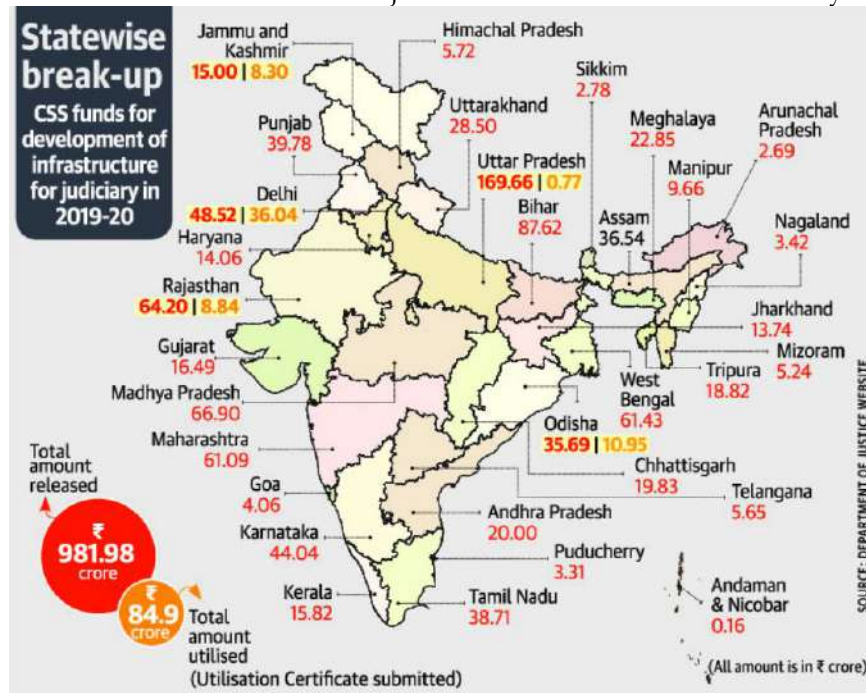 Statewise
break-up
CSS funds for
development of
infrastructure
for judiciary in
2019-20
Jammu and
Kashmir
15.00 | 8.30
Himachal Pradesh
5.72
Sikkim
2.78
Punjab
39.78
Uttarakhand
28.50
Meghalaya
22.85
Arunachal
Pradesh
2.69
Delhi
48.52 | 36.04
Uttar Pradesh
169.66 | 0.77
Manipur
9.66
Haryana
14.06
Bihar
87.62
Assam
36.54
Nagaland
3.42
Rajasthan
64.20 | 8.84
Jharkhand
13.74
Gujarat
16.49
Mizoram
5.24
Tripura
18.82
Madhya Pradesh
66.90
West
Bengal
61.43
Maharashtra
61.09
Odisha
35.69 | 10.95
Chhattisgarh
19.83
Telangana
5.65
Goa
4.06
Andhra Pradesh
20.00
Karnataka
44.04
Puducherry
3.31
Kerala
15.82
Tamil Nadu
38.71
Andaman
& Nicobar
0.16
Total
amount
released
₹
981.98
crore
₹
84.9
crore
Total
amount
utilised
(Utilisation Certificate submitted)
(All amount is in ₹ crore)
SOURCE: DEPARTMENT OF JUSTICE WEBSITE